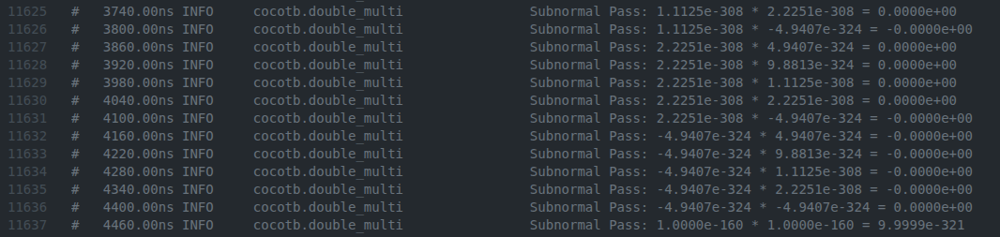 11625 # 3740.00ns INFO cocotb.double_multi Subnormal Pass: 1.1125e-308 * 2.2251e-308 = 0.0000e+00
11626 # 3800.00ns INFO cocotb.double_multi Subnormal Pass: 1.1125e-308 * -4.9407e-324 = -0.0000e+00
11627 # 3860.00ns INFO cocotb.double_multi Subnormal Pass: 2.2251e-308 * 4.9407e-324 = 0.0000e+00
11628 # 3920.00ns INFO cocotb.double_multi Subnormal Pass: 2.2251e-308 * 9.8813e-324 = 0.0000e+00
11629 # 3980.00ns INFO cocotb.double_multi Subnormal Pass: 2.2251e-308 * 1.1125e-308 = 0.0000e+00
11630 # 4040.00ns INFO cocotb.double_multi Subnormal Pass: 2.2251e-308 * 2.2251e-308 = 0.0000e+00
11631 # 4100.00ns INFO cocotb.double_multi Subnormal Pass: 2.2251e-308 * -4.9407e-324 = -0.0000e+00
11632 # 4160.00ns INFO cocotb.double_multi Subnormal Pass: -4.9407e-324 * 4.9407e-324 = -0.0000e+00
11633 # 4220.00ns INFO cocotb.double_multi Subnormal Pass: -4.9407e-324 * 9.8813e-324 = -0.0000e+00
11634 # 4280.00ns INFO cocotb.double_multi Subnormal Pass: -4.9407e-324 * 1.1125e-308 = -0.0000e+00
11635 # 4340.00ns INFO cocotb.double_multi Subnormal Pass: -4.9407e-324 * 2.2251e-308 = -0.0000e+00
11636 # 4400.00ns INFO cocotb.double_multi Subnormal Pass: -4.9407e-324 * -4.9407e-324 = 0.0000e+00
11637 # 4460.00ns INFO cocotb.double_multi Subnormal Pass: 1.0000e-160 * 1.0000e-160 = 9.9999e-321